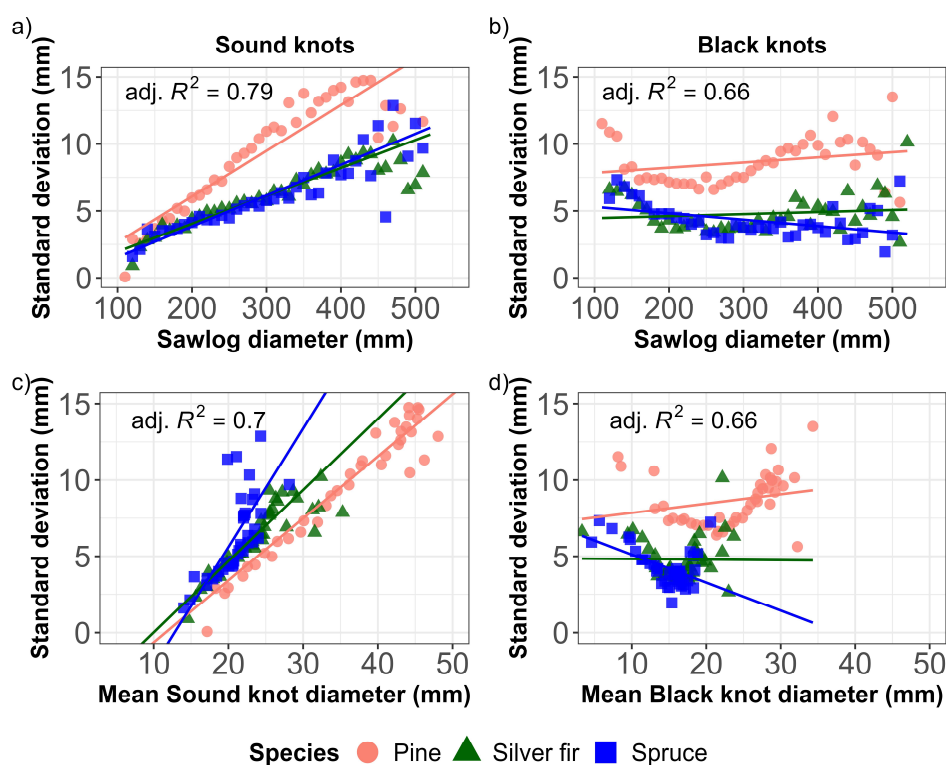 a)
Sound knots
Standard deviation (mm)
adj. R² = 0.79
15
10
5
0
100 200 300 400 500
Sawlog diameter (mm)
b)
Black knots
Standard deviation (mm)
adj. R² = 0.66
15
10
5
0
100 200 300 400 500
Sawlog diameter (mm)
c)
Standard deviation (mm)
adj. R² = 0.7
15
10
5
0
10 20 30 40 50
Mean Sound knot diameter (mm)
d)
Standard deviation (mm)
adj. R² = 0.66
15
10
5
0
10 20 30 40 50
Mean Black knot diameter (mm)
Species Pine Silver fir Spruce